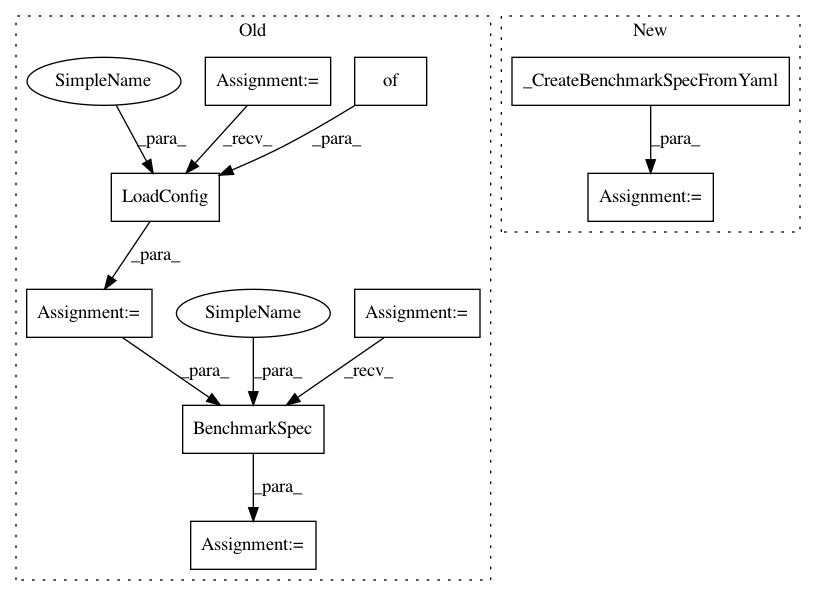 Old
New
SimpleName
Assignment:=
of
_CreateBenchmarkSpecFromYaml
_para_
_recv_
_para_
_para_
LoadConfig
Assignment:=
_para_
Assignment:=
SimpleName
Assignment:=
_para_
_para_
_recv_
BenchmarkSpec
_para_
Assignment:=